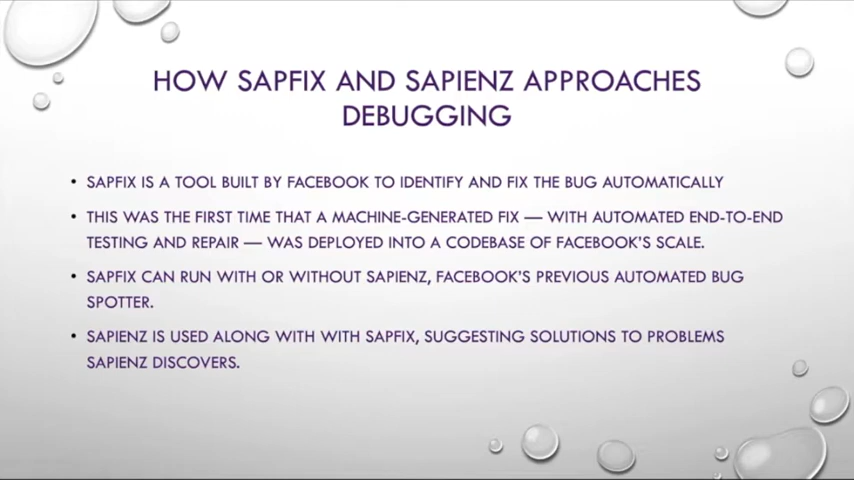 HOW SAPFIX AND SAPIENZ APPROACHES
DEBUGGING
• SAPFIX IS A TOOL BUILT BY FACEBOOK TO IDENTIFY AND FIX THE BUG AUTOMATICALLY
• THIS WAS THE FIRST TIME THAT A MACHINE-GENERATED FIX — WITH AUTOMATED END-TO-END
TESTING AND REPAIR — WAS DEPLOYED INTO A CODEBASE OF FACEBOOK'S SCALE.
• SAPFIX CAN RUN WITH OR WITHOUT SAPIENZ, FACEBOOK'S PREVIOUS AUTOMATED BUG
SPOTTER.
• SAPIENZ IS USED ALONG WITH WITH SAPFIX, SUGGESTING SOLUTIONS TO PROBLEMS
SAPIENZ DISCOVERS.